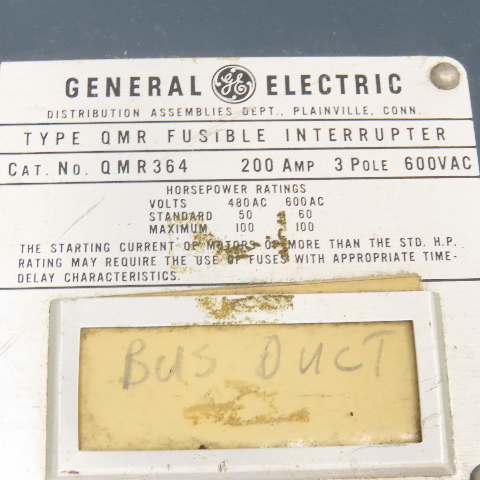 GENERAL GE ELECTRIC
DISTRIBUTION ASSEMBLIES DEPT., PLAINVILLE, CONN.
TYPE QMR FUSIBLE INTERRUPTER
CAT. NO. QMR364 200 AMP 3 POLE 600VAC
HORSEPOWER RATINGS
VOLTS 480AC 600AC
STANDARD 50 60
MAXIMUM 100 100
THE STARTING CURRENT OF MOTORS OF MORE THAN THE STD. H.P.
RATING MAY REQUIRE THE USE OF FUSES WITH APPROPRIATE TIME-
DELAY CHARACTERISTICS.
BUS DUCT